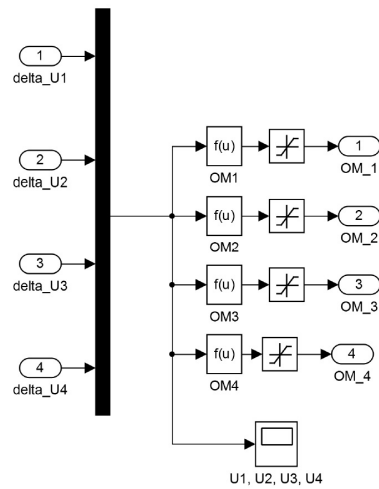 1
delta_U1
2
delta_U2
3
delta_U3
4
delta_U4
f(u)
OM1
1
OM_1
f(u)
OM2
2
OM_2
f(u)
OM3
3
OM_3
f(u)
OM4
4
OM_4
U1, U2, U3, U4